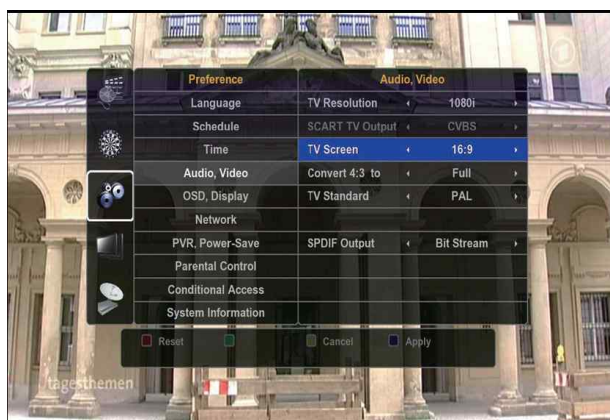 Preference
Audio, Video
Language
TV Resolution 1080i
Schedule
SCART TV Output CVBS
Time
TV Screen 16:9
Audio, Video
Convert 4:3 to Full
OSD, Display
TV Standard PAL
Network
PVR, Power-Save
SPDIF Output Bit Stream
Parental Control
Conditional Access
System Information
Reset Cancel Apply
tagesthemen